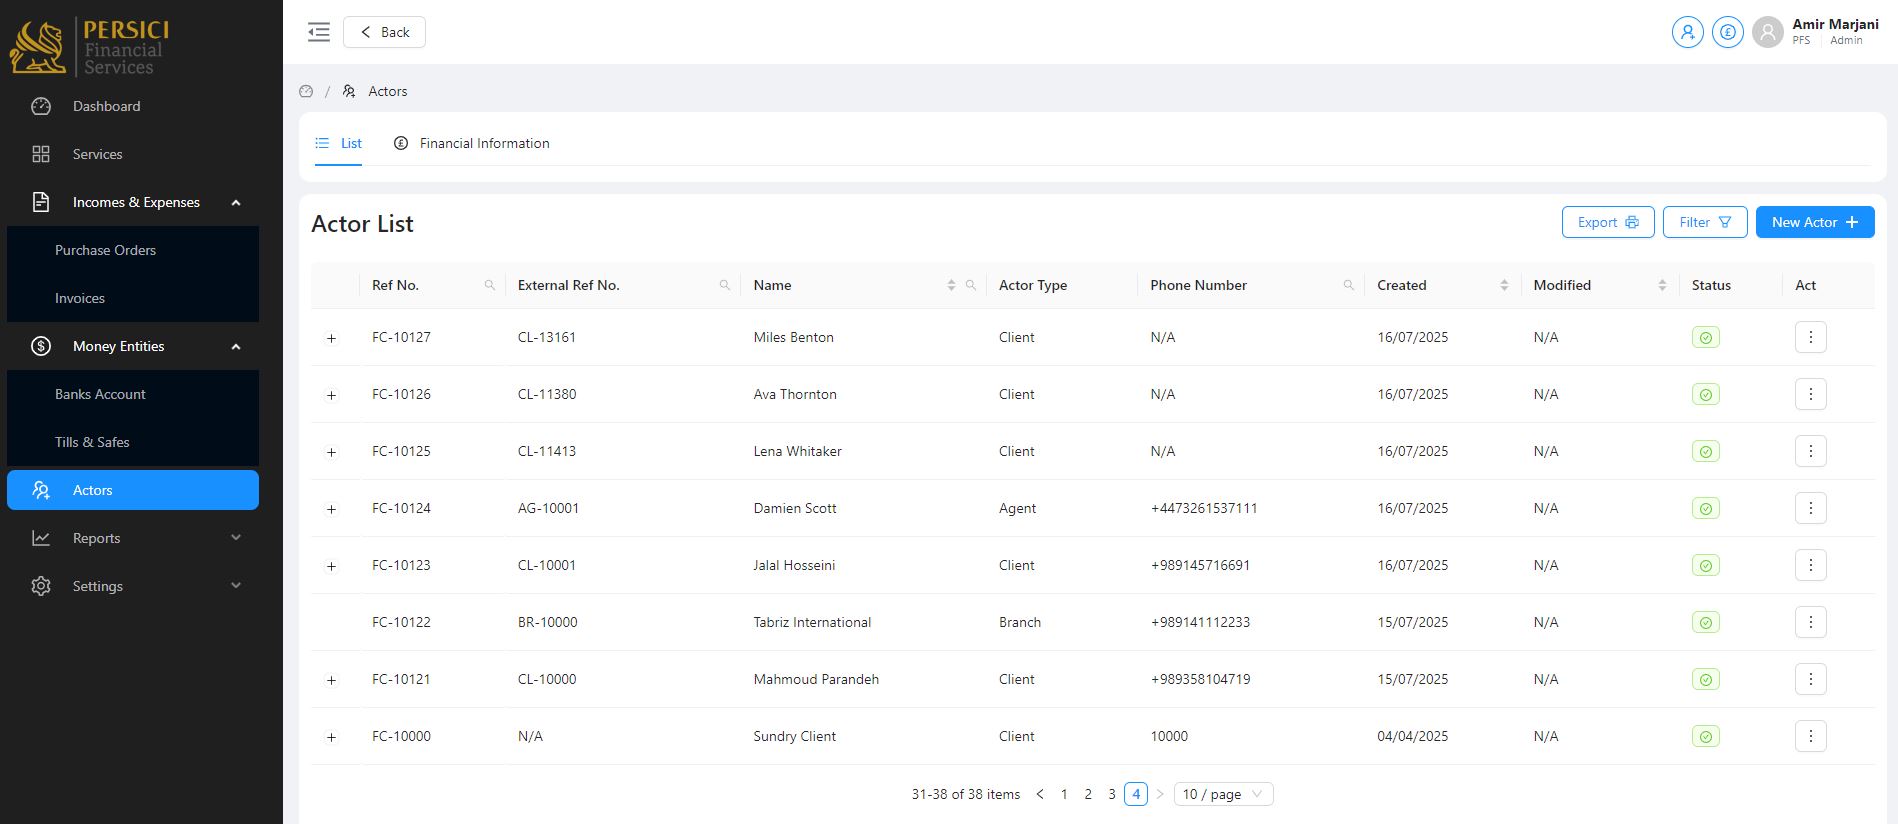 PERSICI
Financial
Services
Dashboard
Services
Incomes & Expenses
Purchase Orders
Invoices
Money Entities
Banks Account
Tills & Safes
Actors
Reports
Settings
Back
Amir Marjani
PFS Admin
/ Actors
List Financial Information
Actor List
Export Filter New Actor
Ref No. External Ref No. Name Actor Type Phone Number Created Modified Status Act
FC-10127 CL-13161 Miles Benton Client N/A 16/07/2025 N/A
FC-10126 CL-11380 Ava Thornton Client N/A 16/07/2025 N/A
FC-10125 CL-11413 Lena Whitaker Client N/A 16/07/2025 N/A
FC-10124 AG-10001 Damien Scott Agent +4473261537111 16/07/2025 N/A
FC-10123 CL-10001 Jalal Hosseini Client +989145716691 16/07/2025 N/A
FC-10122 BR-10000 Tabriz International Branch +989141112233 15/07/2025 N/A
FC-10121 CL-10000 Mahmoud Parandeh Client +989358104719 15/07/2025 N/A
FC-10000 N/A Sundry Client Client 10000 04/04/2025 N/A
31-38 of 38 items 1 2 3 4 10 / page